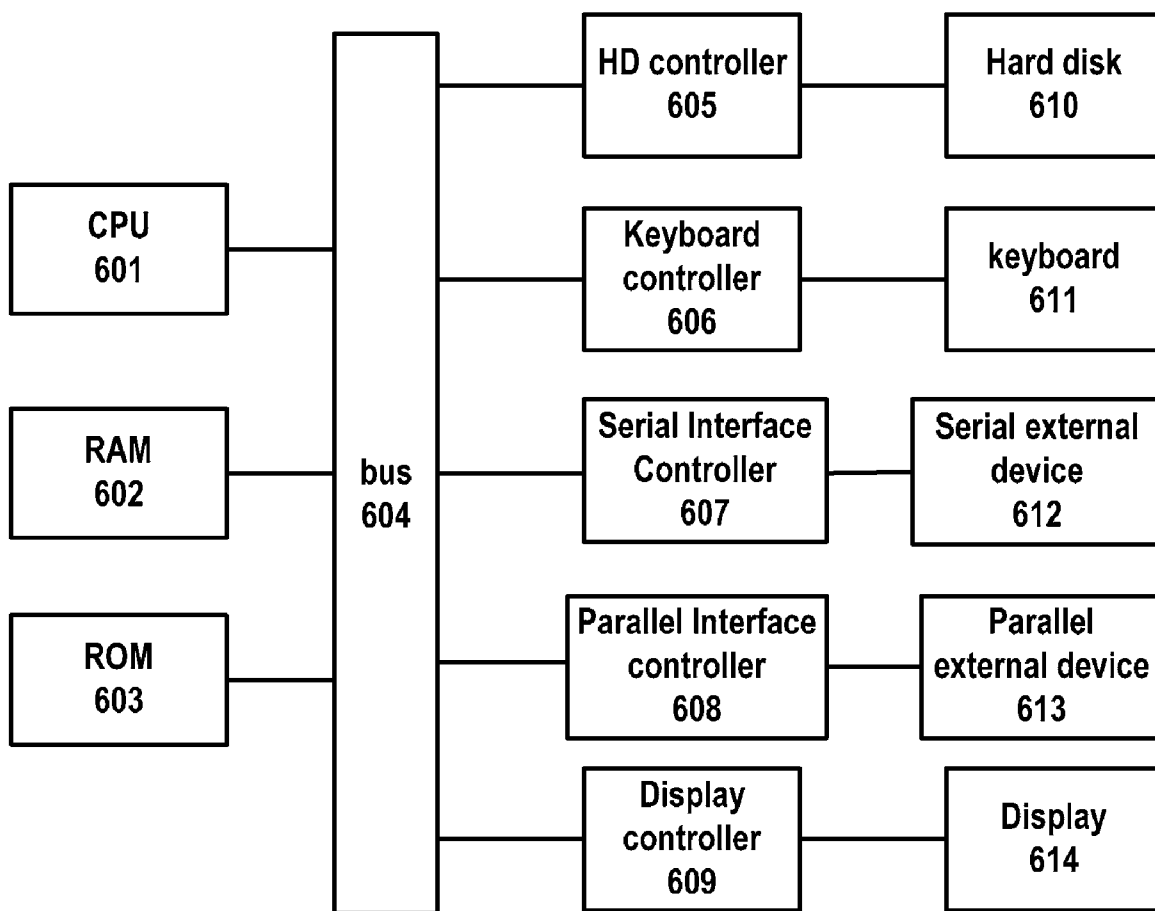 HD controller
605
Hard disk
610
CPU
601
Keyboard
controller
606
keyboard
611
RAM
602
bus
604
Serial Interface
Controller
607
Serial external
device
612
ROM
603
Parallel Interface
controller
608
Parallel
external device
613
Display
controller
609
Display
614